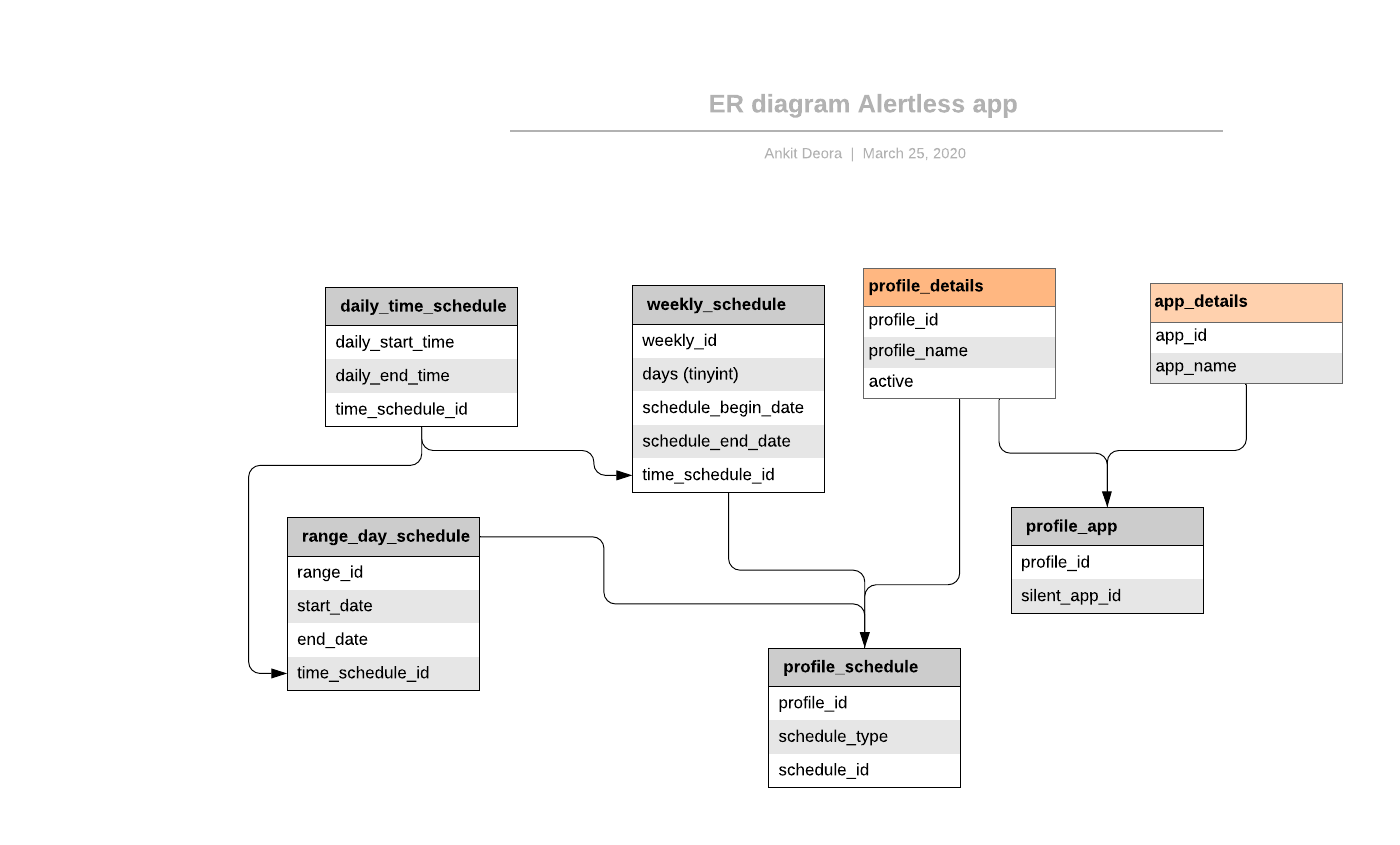 ER diagram Alertless app
Ankit Deora | March 25, 2020
daily_time_schedule
daily_start_time
daily_end_time
time_schedule_id
weekly_schedule
weekly_id
days (tinyint)
schedule_begin_date
schedule_end_date
time_schedule_id
profile_details
profile_id
profile_name
active
app_details
app_id
app_name
range_day_schedule
range_id
start_date
end_date
time_schedule_id
profile_app
profile_id
silent_app_id
profile_schedule
profile_id
schedule_type
schedule_id